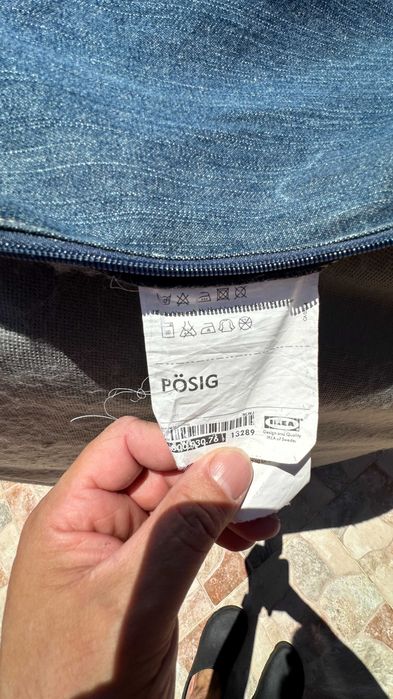 PÖSIG
13289
IKEA
Design and Quality
IKEA of Sweden